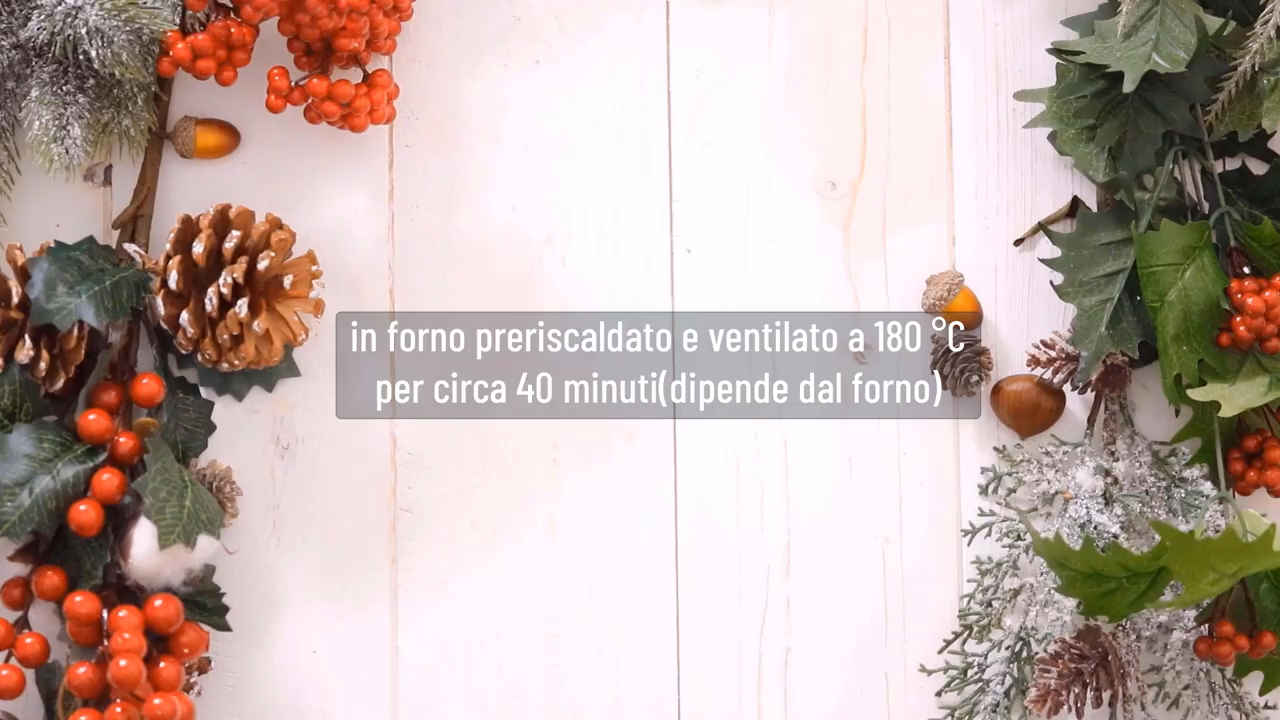 in forno preriscaldato e ventilato a 180 °C
per circa 40 minuti(dipende dal forno)